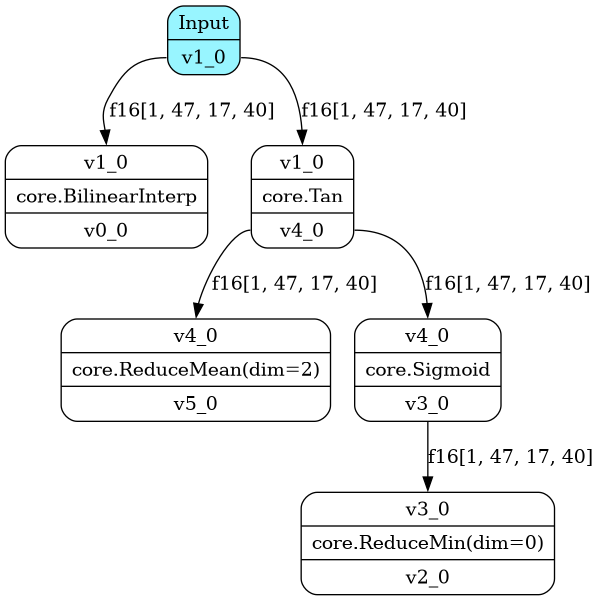 Input
v1_0
f16[1, 47, 17, 40]
f16[1, 47, 17, 40]
v1_0
core.BilinearInterp
v0_0
v1_0
core.Tan
v4_0
f16[1, 47, 17, 40]
f16[1, 47, 17, 40]
v4_0
core.ReduceMean(dim=2)
v5_0
v4_0
core.Sigmoid
v3_0
f16[1, 47, 17, 40]
v3_0
core.ReduceMin(dim=0)
v2_0